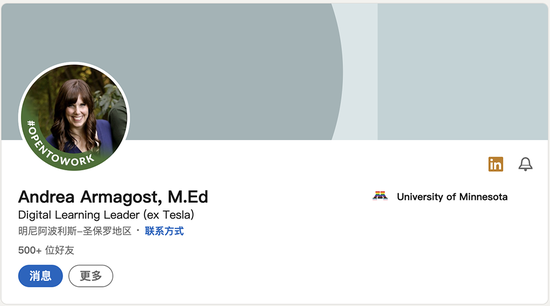 #OPENTOWORK
in
Andrea Armagost, M.Ed
University of Minnesota
Digital Learning Leader (ex Tesla)
明尼阿波利斯–圣保罗地区 · 联系方式
500+ 位好友
消息 更多